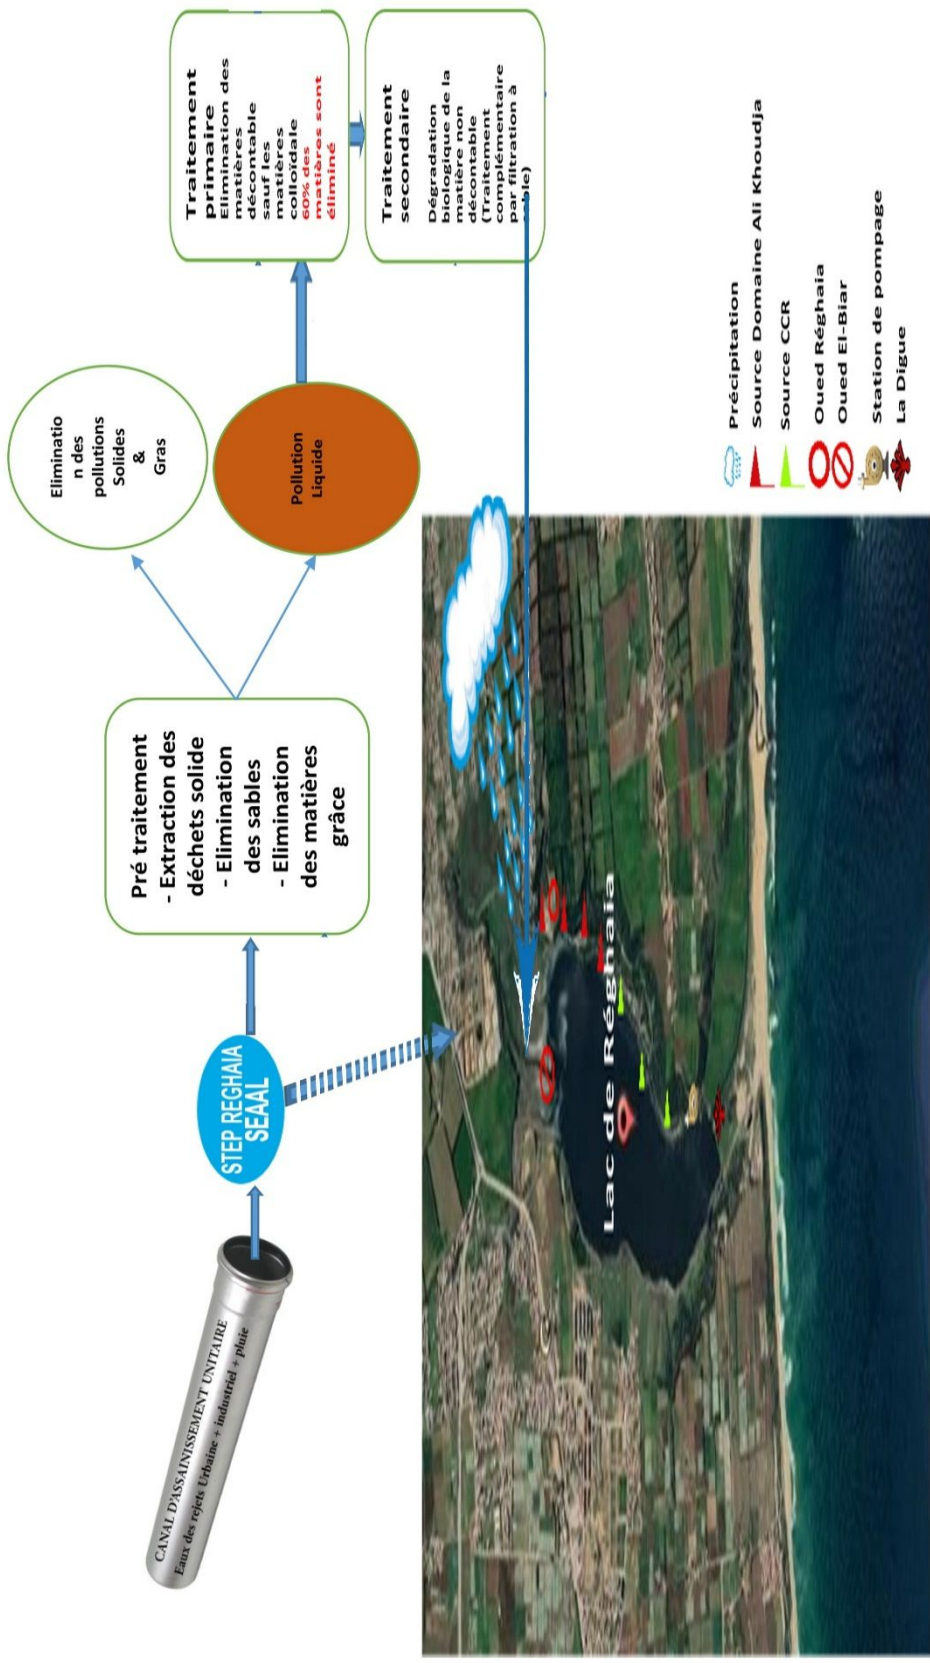 CANAL D'ASSAINISSEMENT UNITAIRE
Eaux des rejets Urbaine + industriel + pluie
STEP REGHAIA
SEAAL
Pré traitement
- Extraction des
déchets solide
- Elimination
des sables
- Elimination
des matières
grâce
Eliminatio
n des
pollutions
Solides
&
Gras
Pollution
Liquide
Traitement
primaire
Elimination des
matières
décontable
sauf les
matières
colloïdale
60% des
matières sont
éliminé
Traitement
secondaire
Dégradation
biologique de la
matière non
décontable
(Traitement
complémentaire
par filtration à
Lac de Réghaia
Précipitation
Source Domaine Ali Khoudja
Source CCR
Oued Réghaia
Oued El-Biar
Station de pompage
La Digue